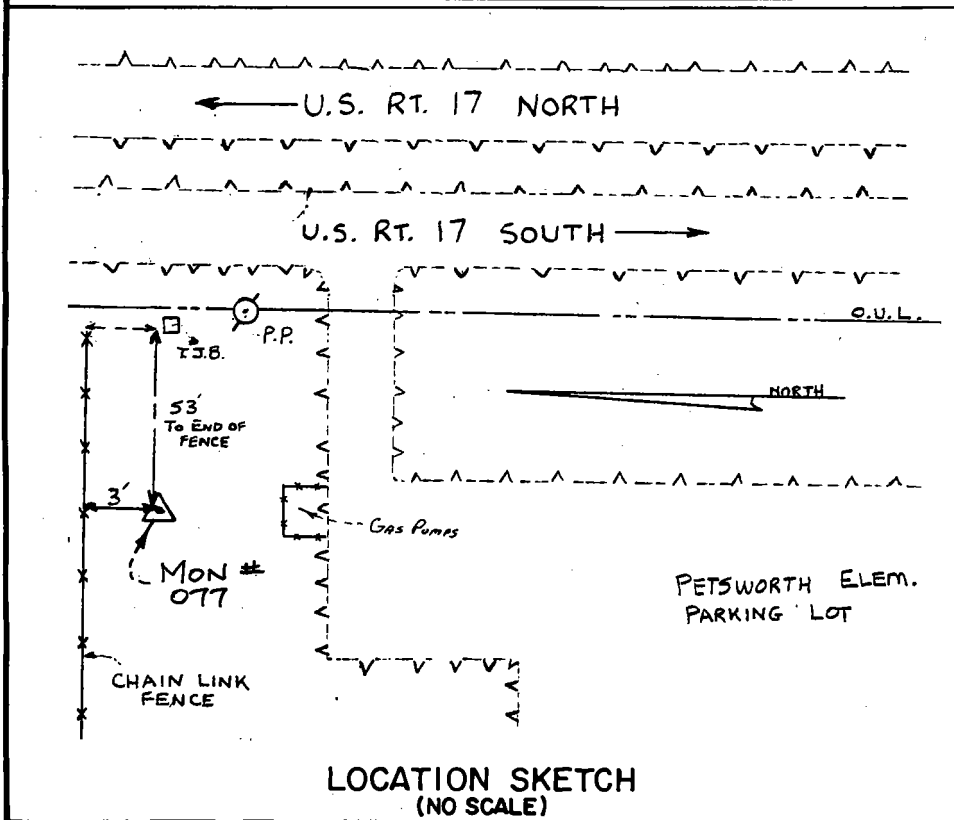 U.S. RT. 17 NORTH
U.S. RT. 17 SOUTH
O.U.L.
P.P.
T.J.B.
NORTH
53'
TO END OF
FENCE
3'
GAS PUMPS
MON #
077
PETSWORTH ELEM.
PARKING LOT
CHAIN LINK
FENCE
LOCATION SKETCH
(NO SCALE)